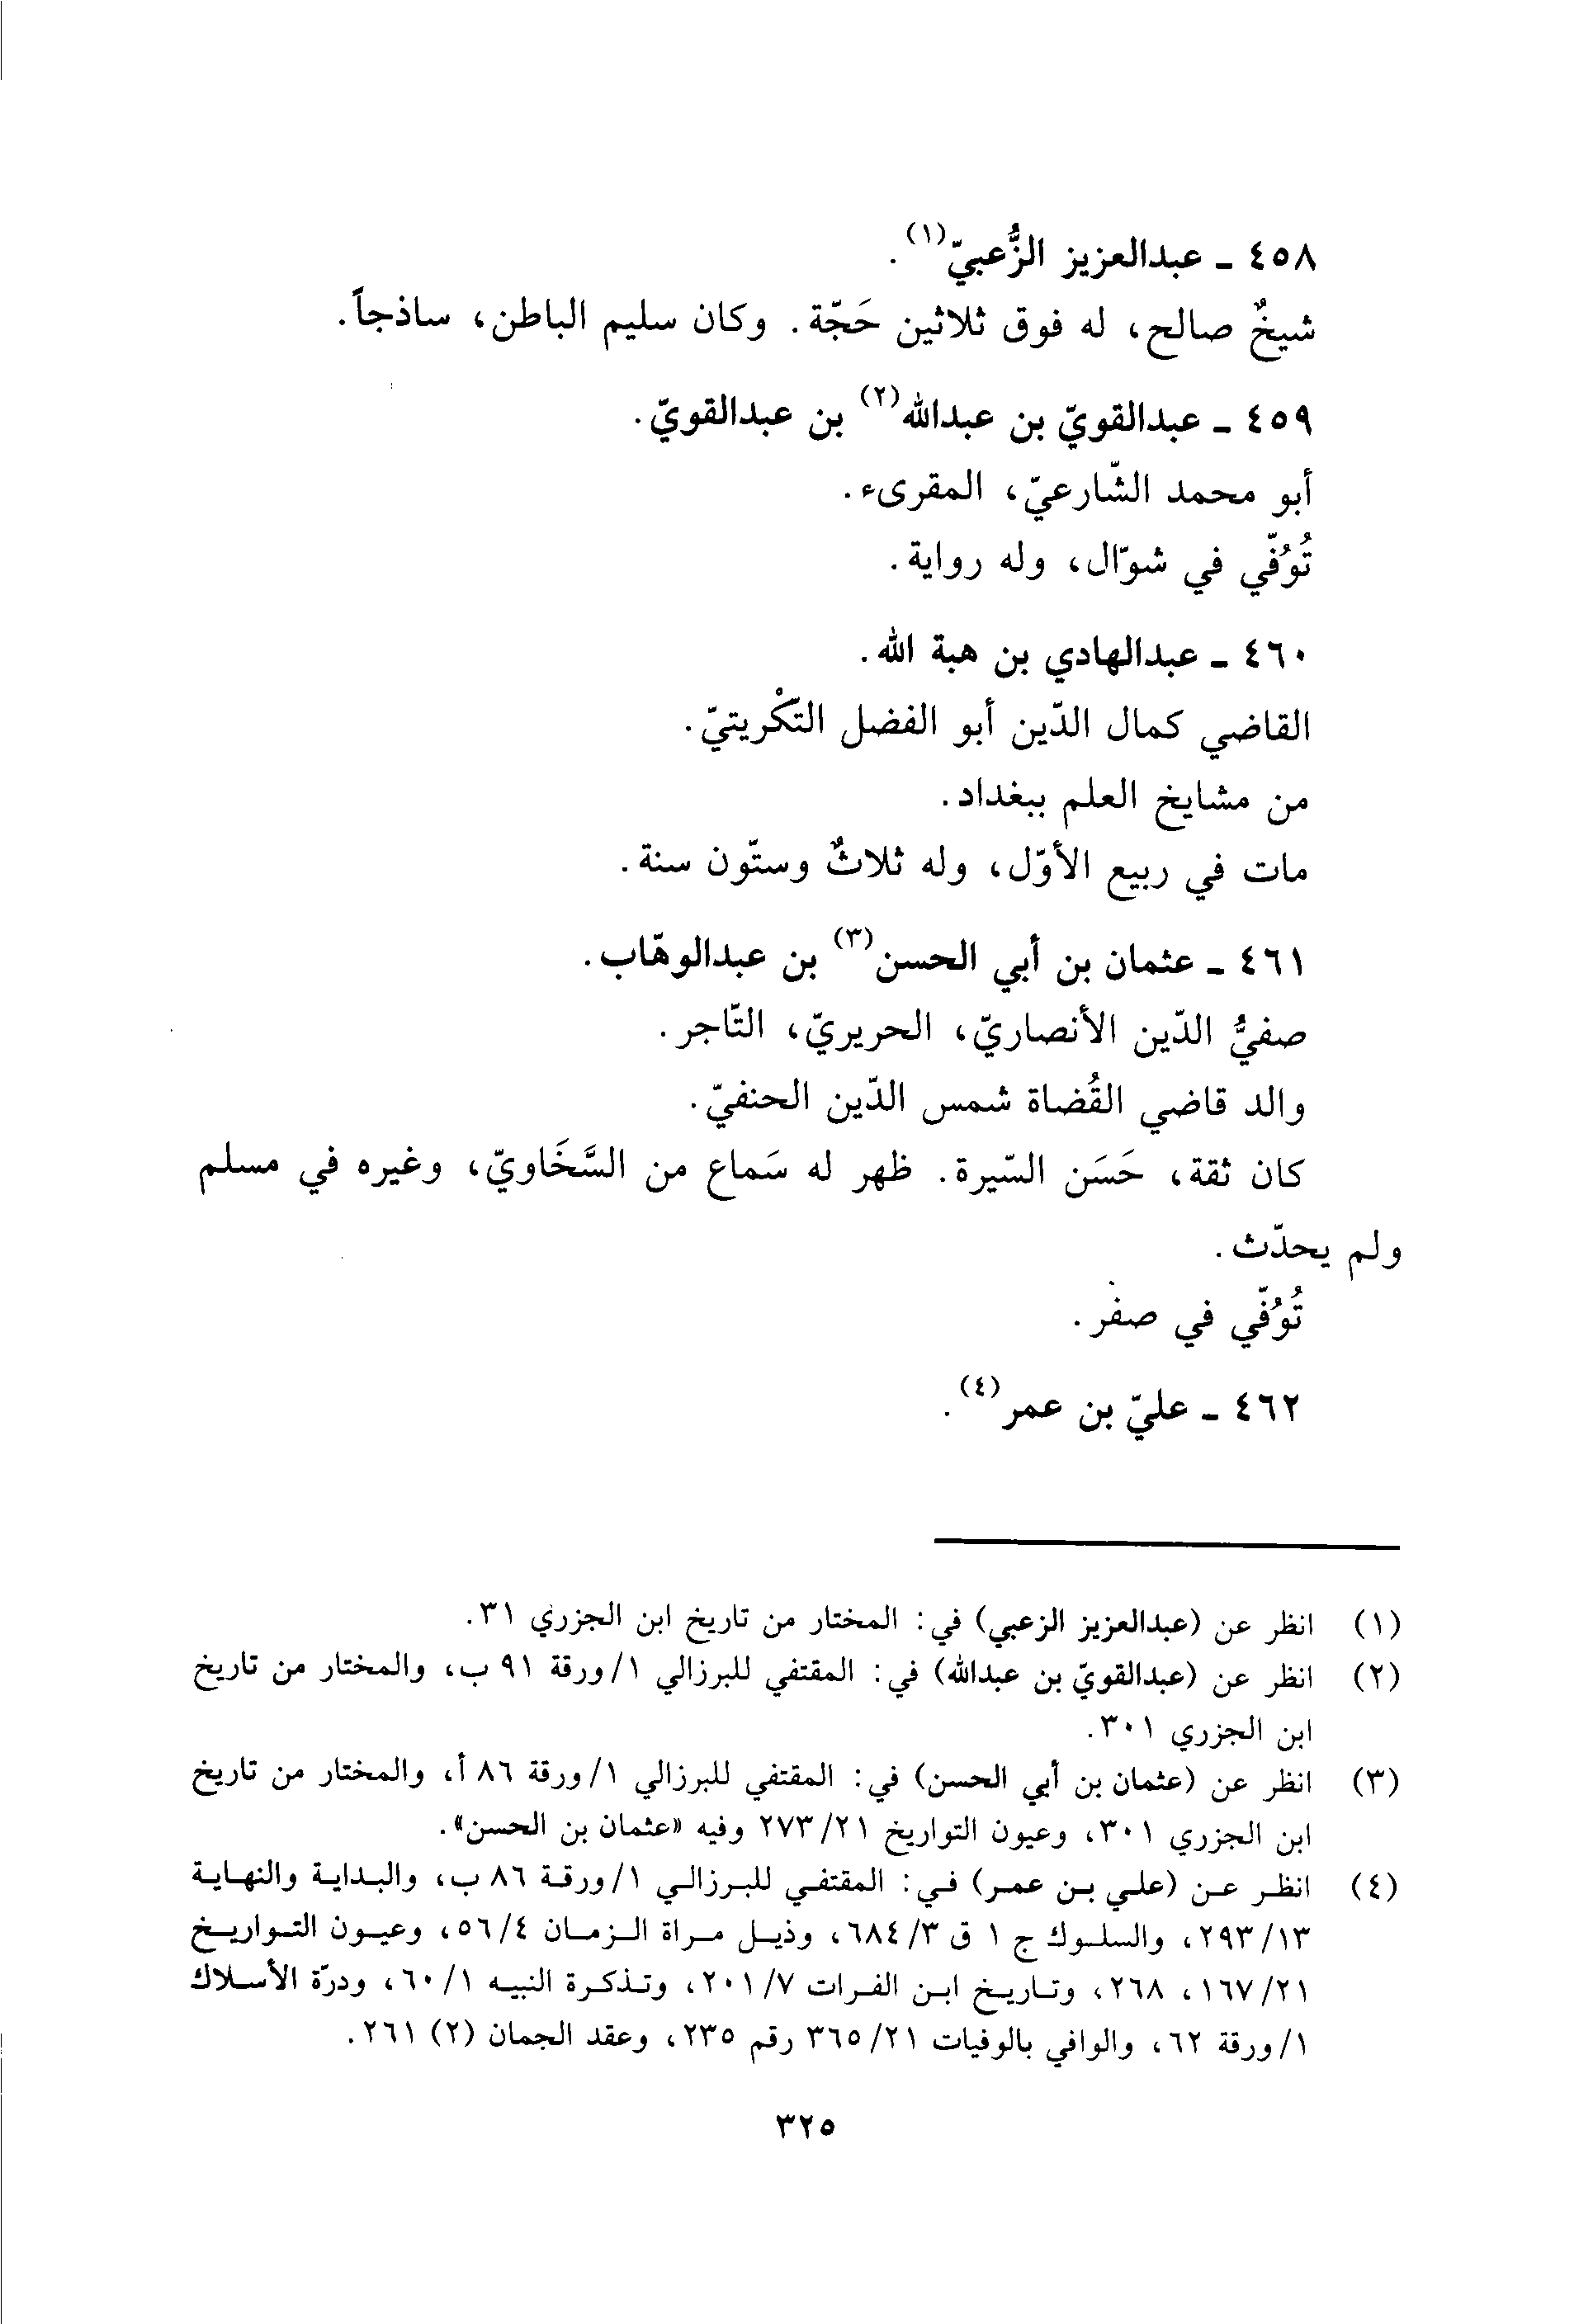 ٤٥٨ ـ عبدالعزيز الزُّعبيّ(١).
شيخٌ صالح، له فوق ثلاثين حَجّة. وكان سليم الباطن، ساذجاً.
٤٥٩ ـ عبدالقويّ بن عبدالله(٢) بن عبدالقويّ.
أبو محمد الشّارعيّ، المقرىء.
تُوُفّي في شوّال، وله رواية.
٤٦٠ ـ عبدالهادي بن هبة الله.
القاضي كمال الدّين أبو الفضل التّكْريتيّ.
من مشايخ العلم ببغداد.
مات في ربيع الأوّل، وله ثلاثٌ وستّون سنة.
٤٦١ ـ عثمان بن أبي الحسن(٣) بن عبدالوهّاب.
صفيُّ الدّين الأنصاريّ، الحريريّ، التّاجر.
والد قاضي القُضاة شمس الدّين الحنفيّ.
كان ثقة، حَسَن السّيرة. ظهر له سَماع من السَّخَاويّ، وغيره في مسلم
ولم يحدّث.
تُوُفّي في صفر.
٤٦٢ ـ عليّ بن عمر(٤).
(١) انظر عن (عبدالعزيز الزعبي) في: المختار من تاريخ ابن الجزري ٣١.
(٢) انظر عن (عبدالقويّ بن عبدالله) في: المقتفي للبرزالي ١/ورقة ٩١ ب، والمختار من تاريخ
ابن الجزري ٣٠١.
(٣) انظر عن (عثمان بن أبي الحسن) في: المقتفي للبرزالي ١/ورقة ٨٦ أ، والمختار من تاريخ
ابن الجزري ٣٠١، وعيون التواريخ ٢٧٣/٢١ وفيه «عثمان بن الحسن».
(٤) انظر عن (علي بن عمر) في: المقتفي للبرزالي ١/ورقة ٨٦ ب، والبداية والنهاية
٢٩٣/١٣، والسلوك ج ١ ق ٦٨٤/٣، وذيل مرآة الزمان ٥٦/٤، وعيون التواريخ
١٦٧/٢١، ٢٦٨، وتاريخ ابن الفرات ٢٠١/٧، وتذكرة النبيه ٦٠/١، ودرّة الأسلاك
١/ورقة ٦٢، والوافي بالوفيات ٣٦٥/٢١ رقم ٢٣٥، وعقد الجمان (٢) ٢٦١.
٣٢٥